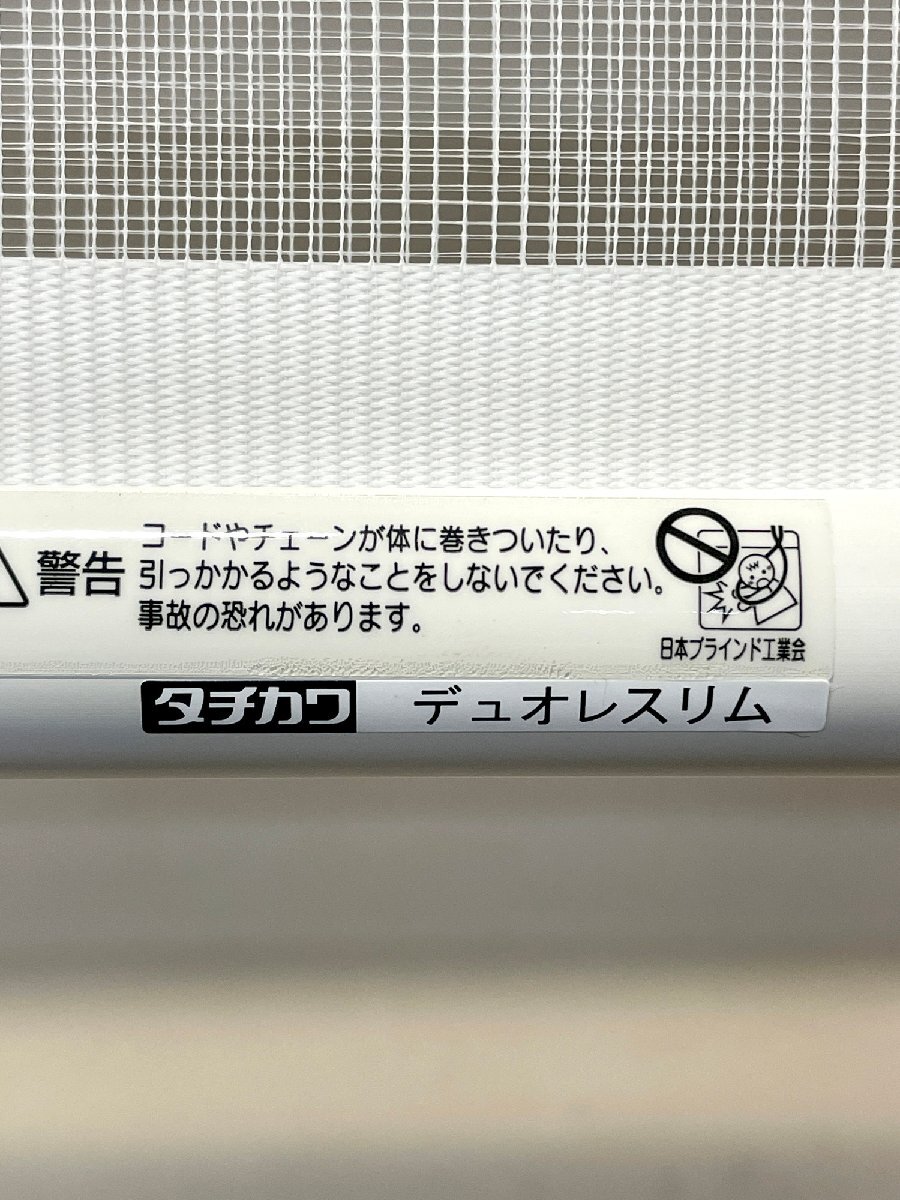 警告
コードやチェーンが体に巻きついたり、
引っかかるようなことをしないでください。
事故の恐れがあります。
日本ブラインド工業会
タチカワ デュオレスリム